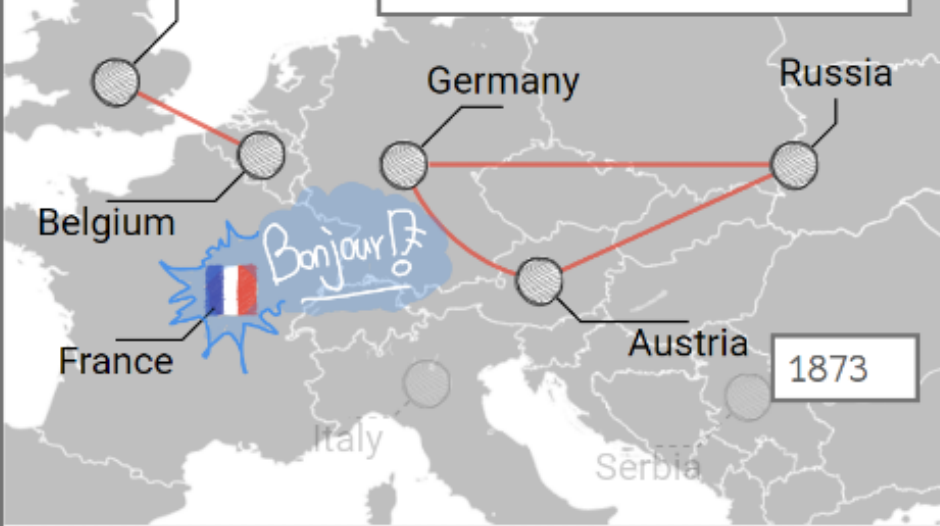 Germany
Russia
Belgium
Bonjour!?
France
Austria
1873
Italy
Serbia